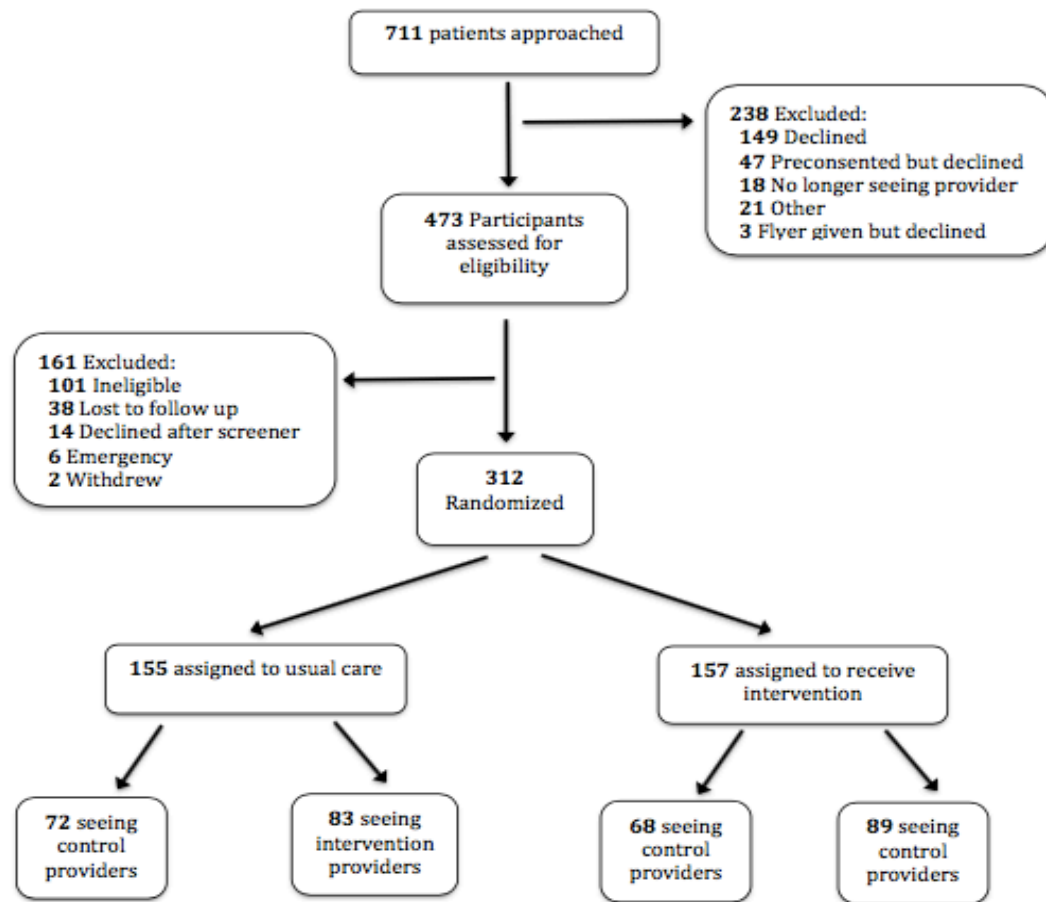 711 patients approached
238 Excluded:
149 Declined
47 Preconsented but declined
18 No longer seeing provider
21 Other
3 Flyer given but declined
473 Participants
assessed for
eligibility
161 Excluded:
101 Ineligible
38 Lost to follow up
14 Declined after screener
6 Emergency
2 Withdrew
312
Randomized
155 assigned to usual care
157 assigned to receive
intervention
72 seeing
control
providers
83 seeing
intervention
providers
68 seeing
control
providers
89 seeing
control
providers